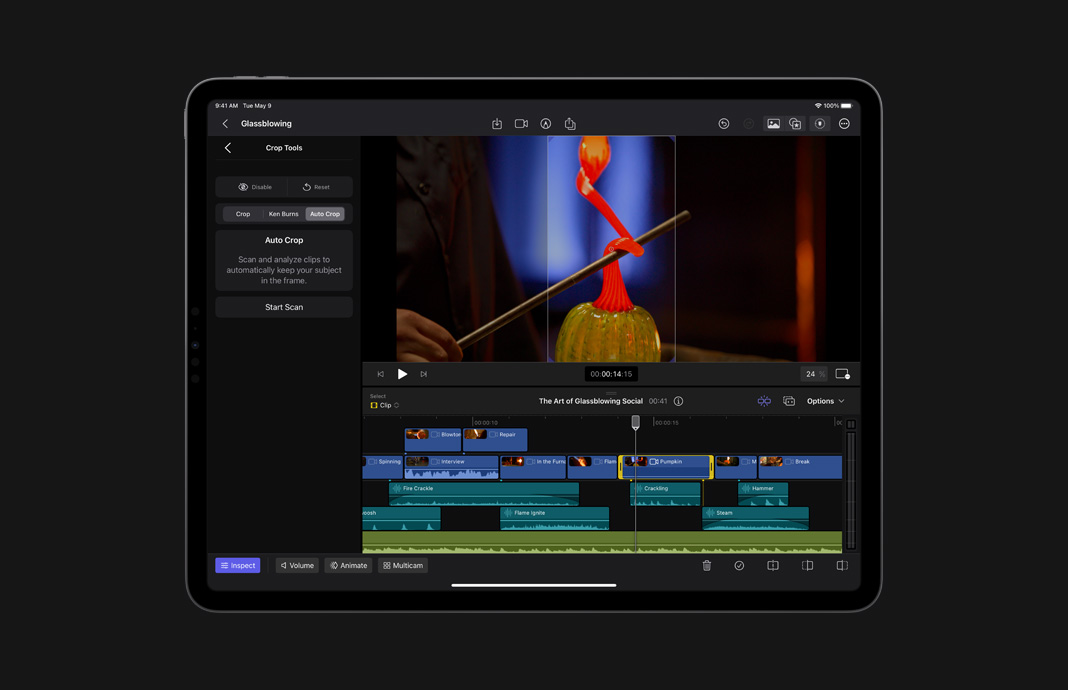 9:41 AM Tue May 9
100%
Glassblowing
Crop Tools
Disable
Reset
Crop
Ken Burns
Auto Crop
Auto Crop
Scan and analyze clips to
automatically keep your subject
in the frame.
Start Scan
00:00:14:15
24 %
Select
Clip
The Art of Glassblowing Social 00:41
Options
00:00:10
00:00:15
00
Blowtor
Repair
Spinning
Interview
In the Furna
Flam
Pumpkin
M
Break
Fire Crackle
Crackling
Hammer
oosh
Flame Ignite
Steam
Inspect
Volume
Animate
Multicam